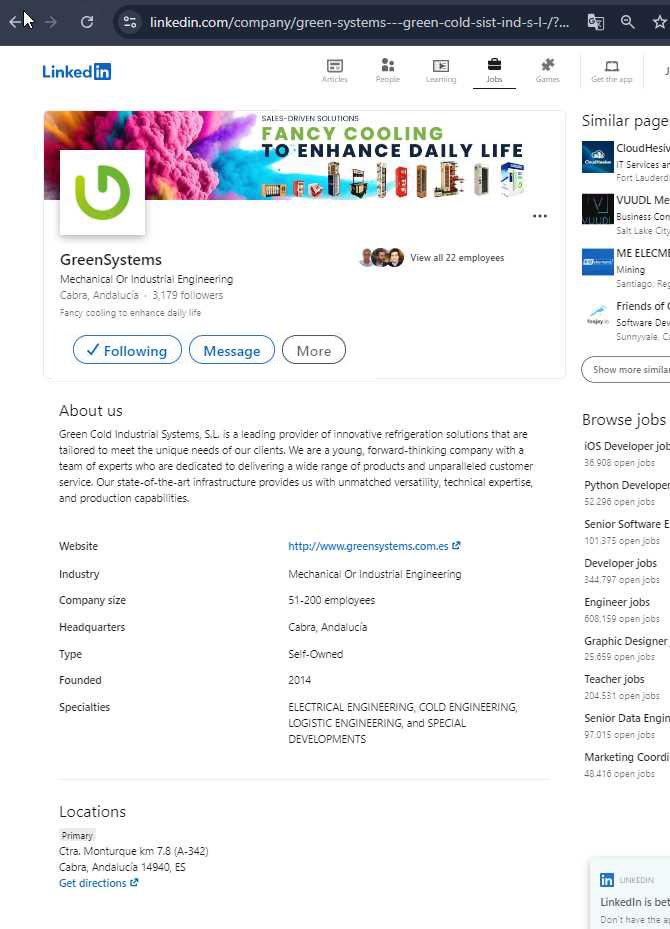 linkedin.com/company/green-systems---green-cold-sist-ind-s-l-/?...
Linked in
Articles
People
Learning
Jobs
Games
Get the app
SALES-DRIVEN SOLUTIONS
FANCY COOLING
TO ENHANCE DAILY LIFE
GreenSystems
Mechanical Or Industrial Engineering
Cabra, Andalucía · 3,179 followers
Fancy cooling to enhance daily life
View all 22 employees
Following
Message
More
About us
Green Cold Industrial Systems, S.L. is a leading provider of innovative refrigeration solutions that are
tailored to meet the unique needs of our clients. We are a young, forward-thinking company with a
team of experts who are dedicated to delivering a wide range of products and unparalleled customer
service. Our state-of-the-art infrastructure provides us with unmatched versatility, technical expertise,
and production capabilities.
Website
http://www.greensystems.com.es
Industry
Mechanical Or Industrial Engineering
Company size
51-200 employees
Headquarters
Cabra, Andalucía
Type
Self-Owned
Founded
2014
Specialties
ELECTRICAL ENGINEERING, COLD ENGINEERING,
LOGISTIC ENGINEERING, and SPECIAL
DEVELOPMENTS
Locations
Primary
Ctra. Monturque km 7.8 (A-342)
Cabra, Andalucía 14940, ES
Get directions
Similar page
CloudHesiv
IT Services an
Fort Lauderda
VUUDL Me
Business Con
Salt Lake City
ME ELECME
Mining
Santiago, Reg
Friends of
Software Dev
Sunnyvale, C
Show more similar
Browse jobs
iOS Developer job
36,908 open jobs
Python Developer
52,296 open jobs
Senior Software E
101,375 open jobs
Developer jobs
344,797 open jobs
Engineer jobs
608,159 open jobs
Graphic Designer
25,659 open jobs
Teacher jobs
204,531 open jobs
Senior Data Engin
97,015 open jobs
Marketing Coordi
48,416 open jobs
in LINKEDIN
LinkedIn is bet
Don't have the ap